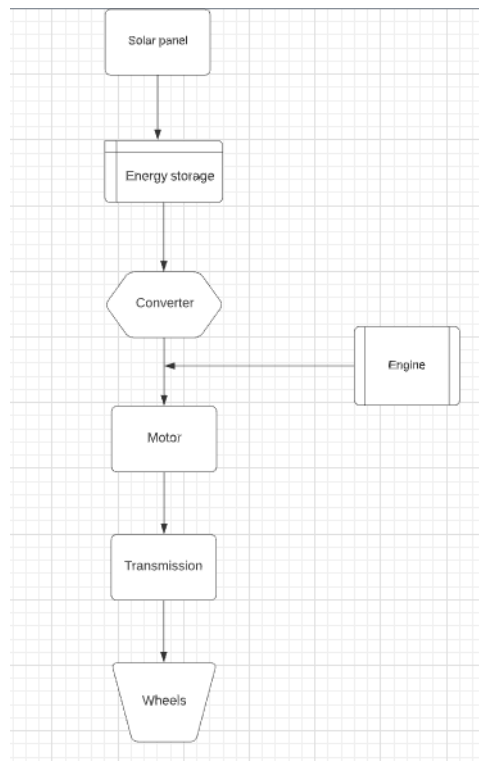 Solar panel
Energy storage
Converter
Engine
Motor
Transmission
Wheels